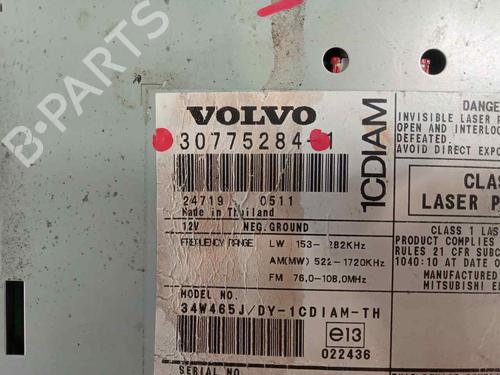 B-PARTS
VOLVO
30775284-1
24719 0511
Made in Thailand
12V NEG.GROUND
FREQUENCY RANGE LW 153- 282KHz
AM(MW) 522-1720KHz
FM 76.0-108.0MHz
MODEL NO.
34W465J/DY-1CDIAM-TH
e13
022436
SERIAL NO.
1CDIAM
DANGE
INVISIBLE LASER
OPEN AND INTERLO
DEFEATED.
AVOID DIRECT EXPO
CLAS
LASER P
CLASS 1 LAS
PRODUCT COMPLIES
RULES 21 CFR SUBC
1040:10 AT DATE O
MANUFACTURED
MITSUBISHI E